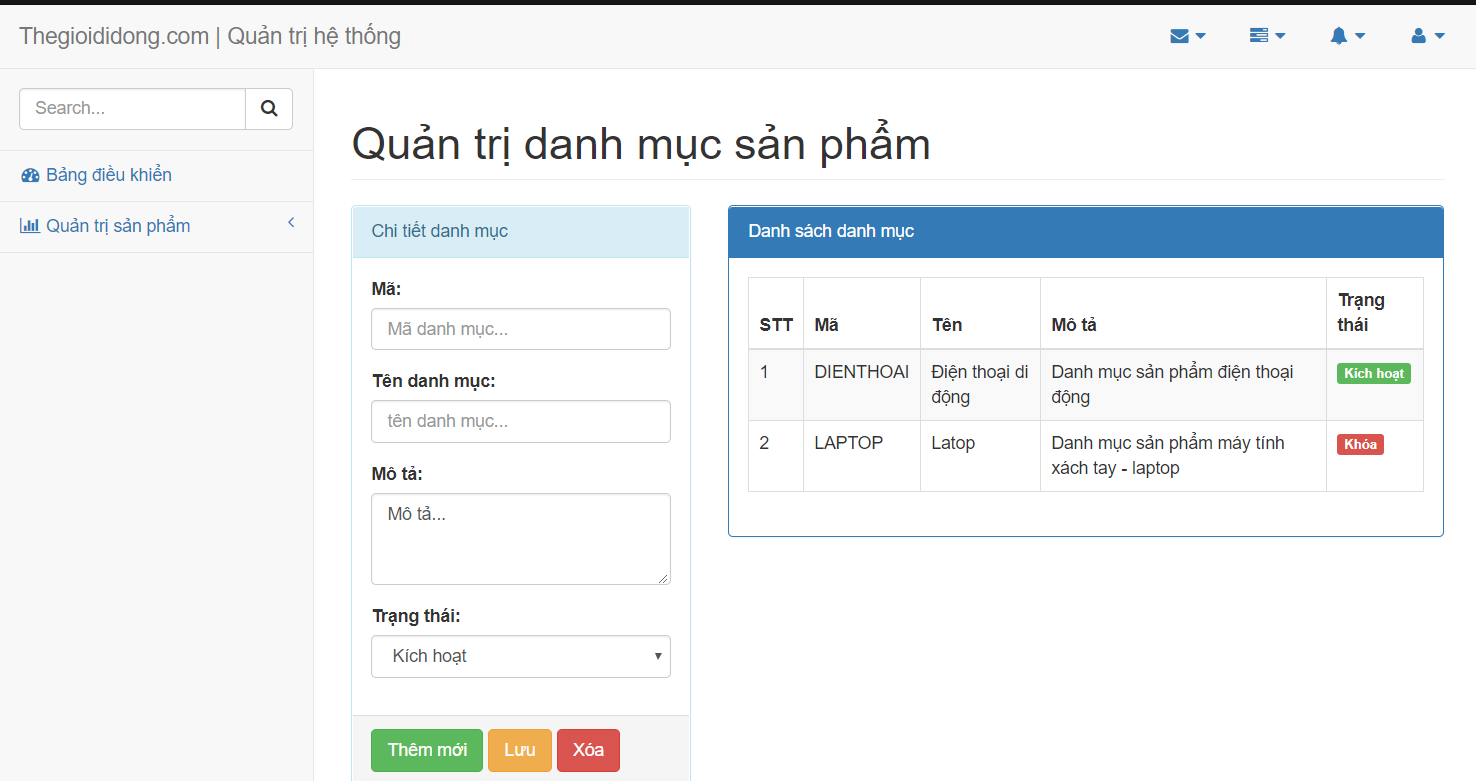 Thegioididong.com | Quản trị hệ thống
Search...
Bảng điều khiển
Quản trị sản phẩm
Quản trị danh mục sản phẩm
Chi tiết danh mục
Mã:
Mã danh mục...
Tên danh mục:
tên danh mục...
Mô tả:
Mô tả...
Trạng thái:
Kích hoạt
Thêm mới Lưu Xóa
Danh sách danh mục
STT Mã Tên Mô tả Trạng thái
1 DIENTHOAI Điện thoại di động Danh mục sản phẩm điện thoại động Kích hoạt
2 LAPTOP Latop Danh mục sản phẩm máy tính xách tay - laptop Khóa